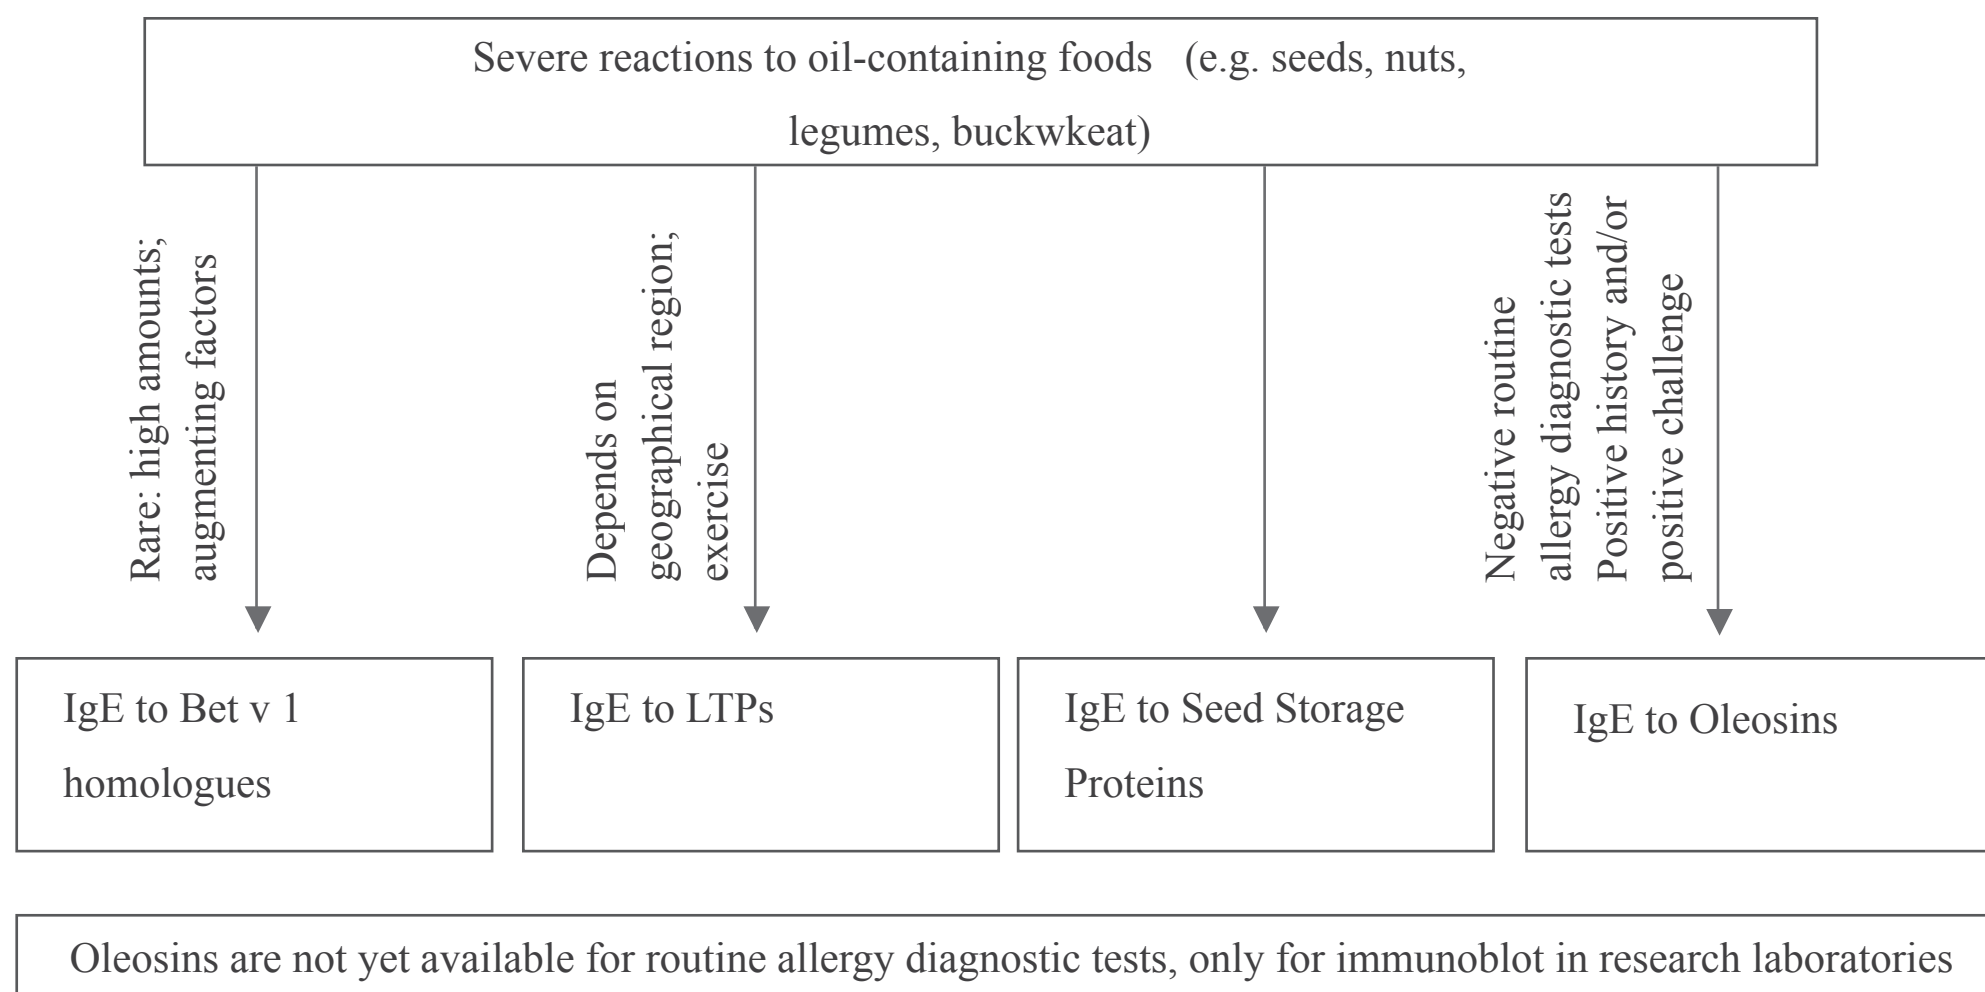 Severe reactions to oil-containing foods (e.g. seeds, nuts,
legumes, buckwkeat)
Rare: high amounts;
augmenting factors
Depends on
geographical region;
exercise
Negative routine
allergy diagnostic tests
Positive history and/or
positive challenge
IgE to Bet v 1
homologues
IgE to LTPs
IgE to Seed Storage
Proteins
IgE to Oleosins
Oleosins are not yet available for routine allergy diagnostic tests, only for immunoblot in research laboratories